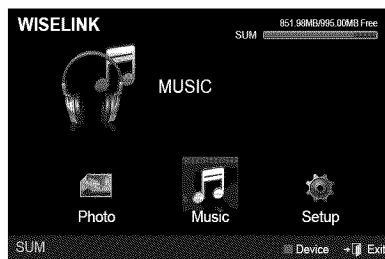 WISELINK
851.98MB/995.00MB Free
SUM
MUSIC
Photo Music Setup
SUM Device Exit